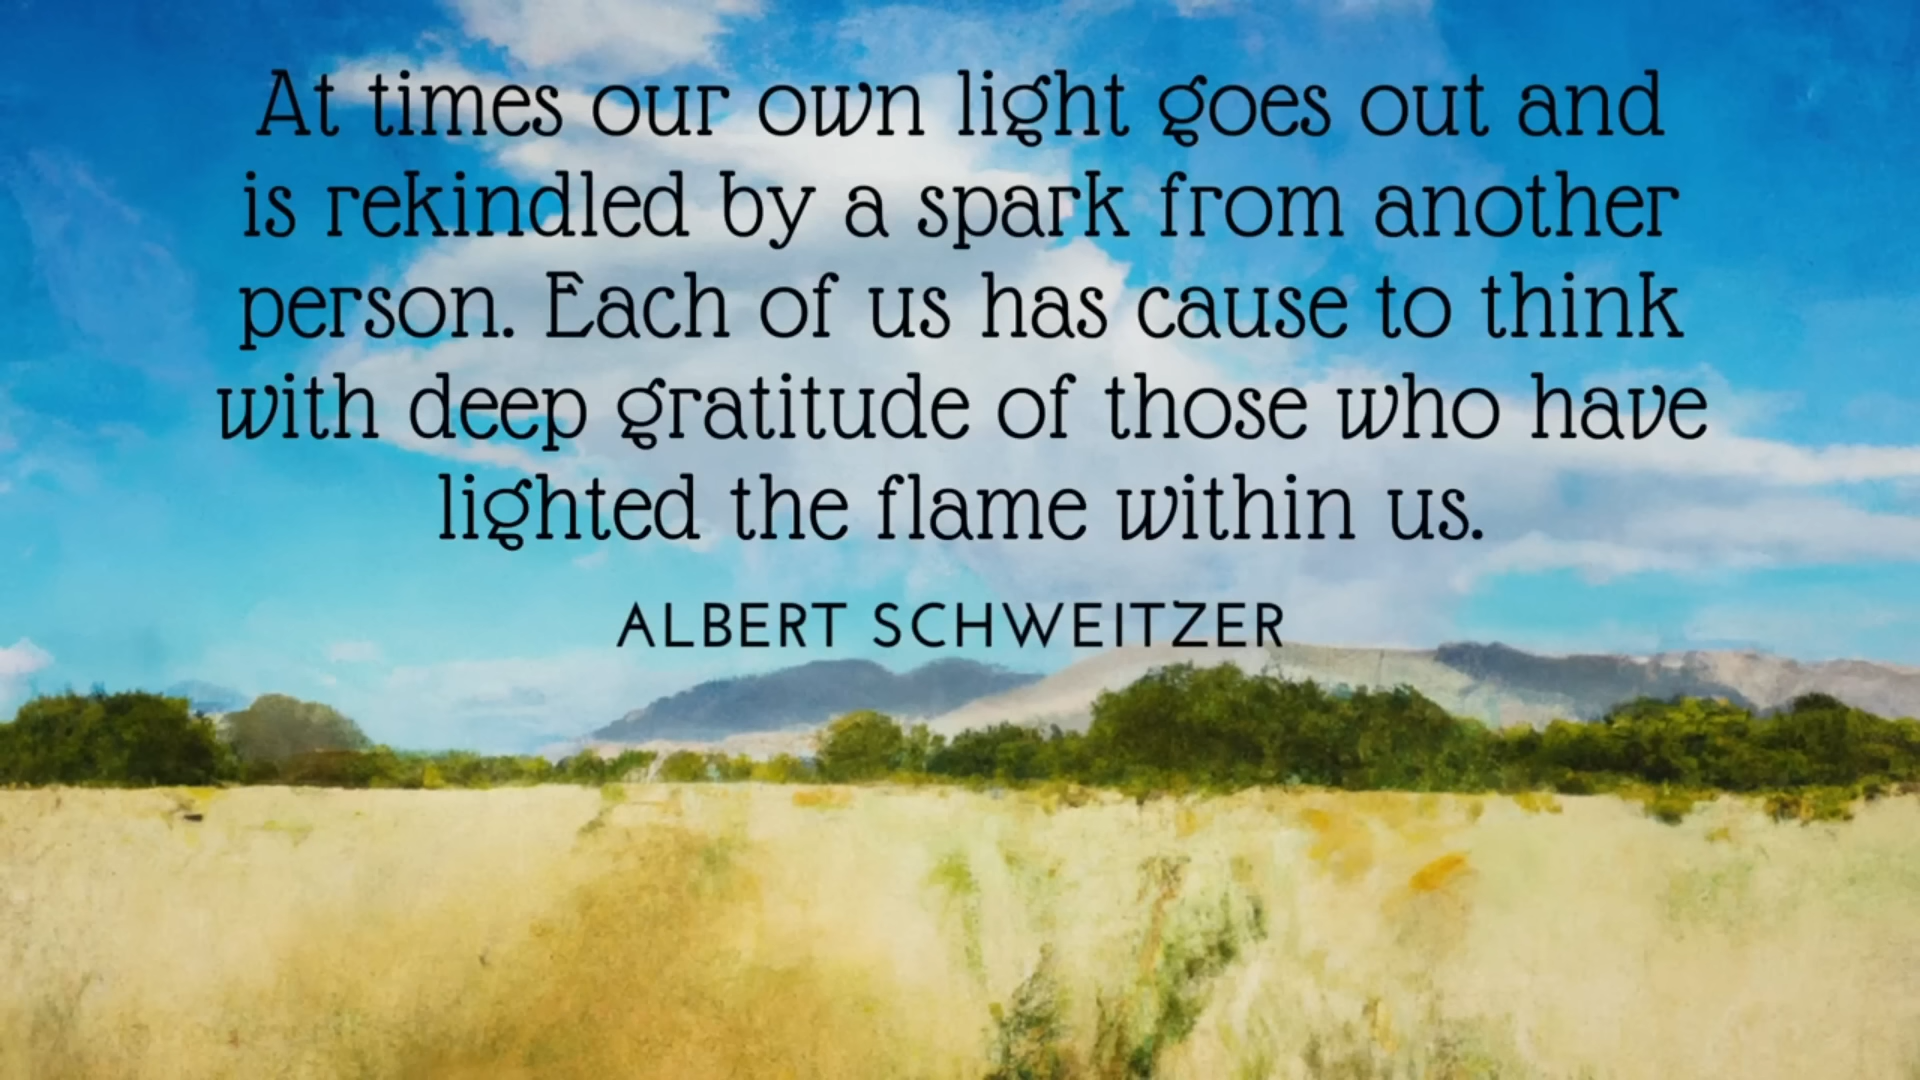 At times our own light goes out and
is rekindled by a spark from another
person. Each of us has cause to think
with deep gratitude of those who have
lighted the flame within us.
ALBERT SCHWEITZER